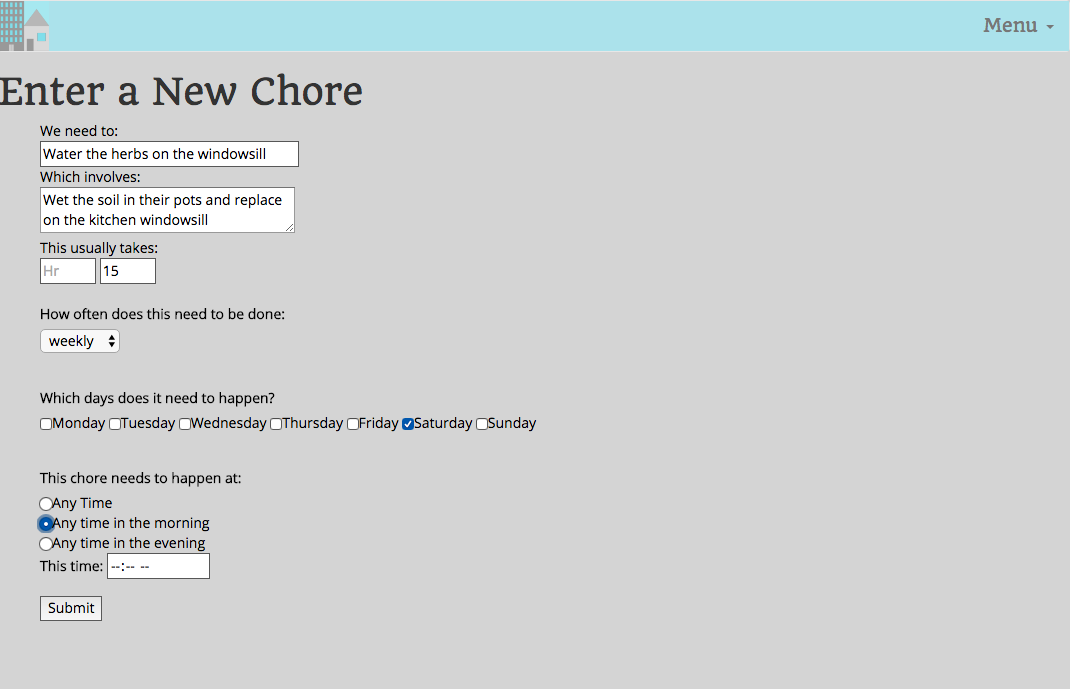 Menu
Enter a New Chore
We need to:
Water the herbs on the windowsill
Which involves:
Wet the soil in their pots and replace
on the kitchen windowsill
This usually takes:
Hr 15
How often does this need to be done:
weekly
Which days does it need to happen?
Monday Tuesday Wednesday Thursday Friday Saturday Sunday
This chore needs to happen at:
Any Time
Any time in the morning
Any time in the evening
This time: --:-- --
Submit